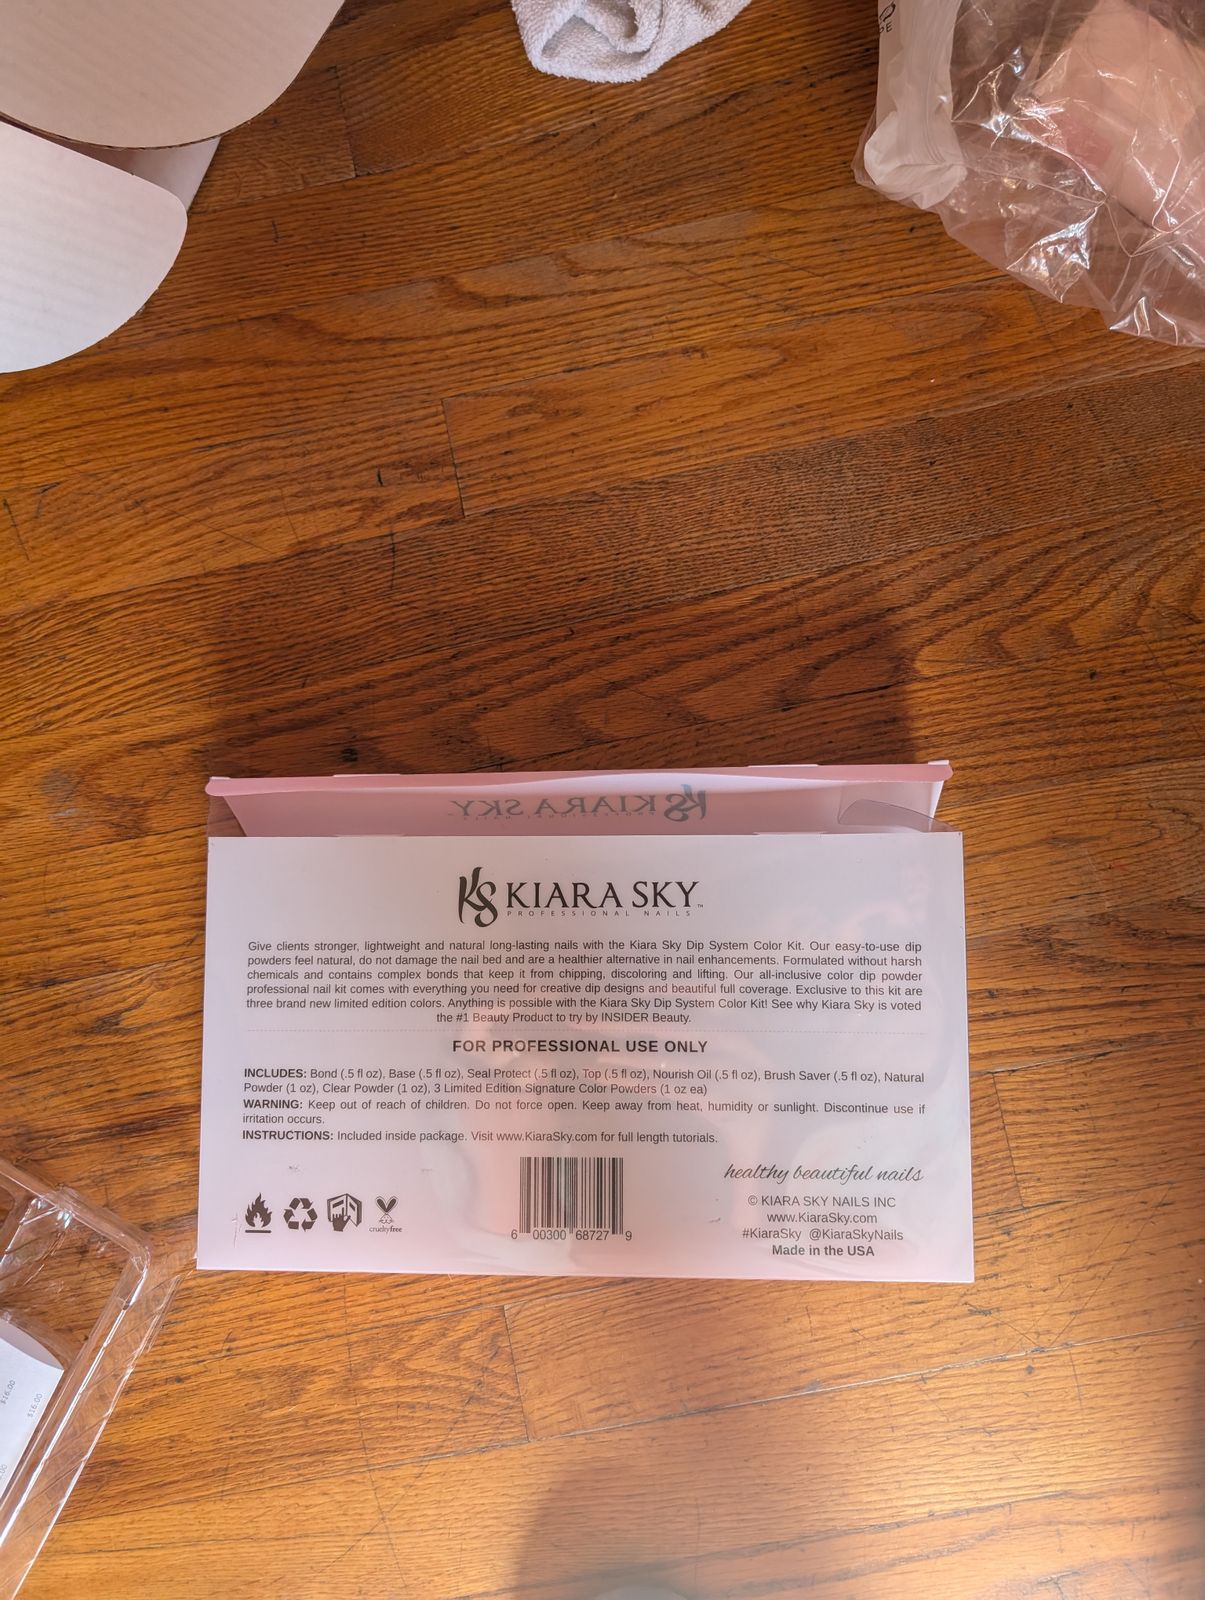 DE
KIARA SKY
PROFESSIONAL NAILS
KS KIARA SKY™
PROFESSIONAL NAILS
Give clients stronger, lightweight and natural long-lasting nails with the Kiara Sky Dip System Color Kit. Our easy-to-use dip
powders feel natural, do not damage the nail bed and are a healthier alternative in nail enhancements. Formulated without harsh
chemicals and contains complex bonds that keep it from chipping, discoloring and lifting. Our all-inclusive color dip powder
professional nail kit comes with everything you need for creative dip designs and beautiful full coverage. Exclusive to this kit are
three brand new limited edition colors. Anything is possible with the Kiara Sky Dip System Color Kit! See why Kiara Sky is voted
the #1 Beauty Product to try by INSIDER Beauty.
FOR PROFESSIONAL USE ONLY
INCLUDES: Bond (.5 fl oz), Base (.5 fl oz), Seal Protect (.5 fl oz), Top (.5 fl oz), Nourish Oil (.5 fl oz), Brush Saver (.5 fl oz), Natural
Powder (1 oz), Clear Powder (1 oz), 3 Limited Edition Signature Color Powders (1 oz ea)
WARNING: Keep out of reach of children. Do not force open. Keep away from heat, humidity or sunlight. Discontinue use if
irritation occurs.
INSTRUCTIONS: Included inside package. Visit www.KiaraSky.com for full length tutorials.
healthy beautiful nails
© KIARA SKY NAILS INC
www.KiaraSky.com
#KiaraSky @KiaraSkyNails
Made in the USA
crueltyfree
6 00300 68727 9
$16.00
$16.00